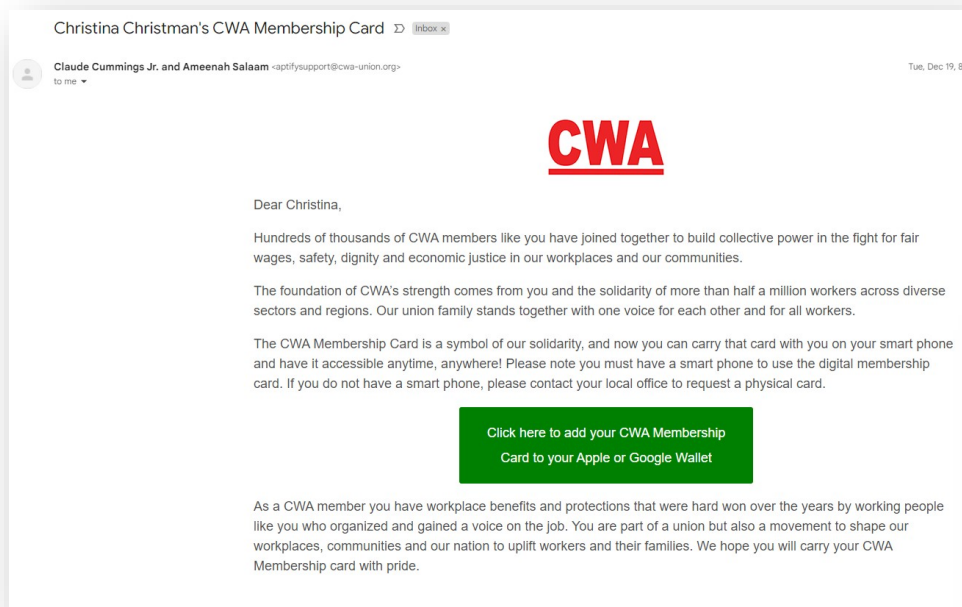 Christina Christman's CWA Membership Card Inbox x
Claude Cummings Jr. and Ameenah Salaam <aptifysupport@cwa-union.org> Tue, Dec 19, 8
to me
CWA
Dear Christina,
Hundreds of thousands of CWA members like you have joined together to build collective power in the fight for fair
wages, safety, dignity and economic justice in our workplaces and our communities.
The foundation of CWA's strength comes from you and the solidarity of more than half a million workers across diverse
sectors and regions. Our union family stands together with one voice for each other and for all workers.
The CWA Membership Card is a symbol of our solidarity, and now you can carry that card with you on your smart phone
and have it accessible anytime, anywhere! Please note you must have a smart phone to use the digital membership
card. If you do not have a smart phone, please contact your local office to request a physical card.
Click here to add your CWA Membership
Card to your Apple or Google Wallet
As a CWA member you have workplace benefits and protections that were hard won over the years by working people
like you who organized and gained a voice on the job. You are part of a union but also a movement to shape our
workplaces, communities and our nation to uplift workers and their families. We hope you will carry your CWA
Membership card with pride.